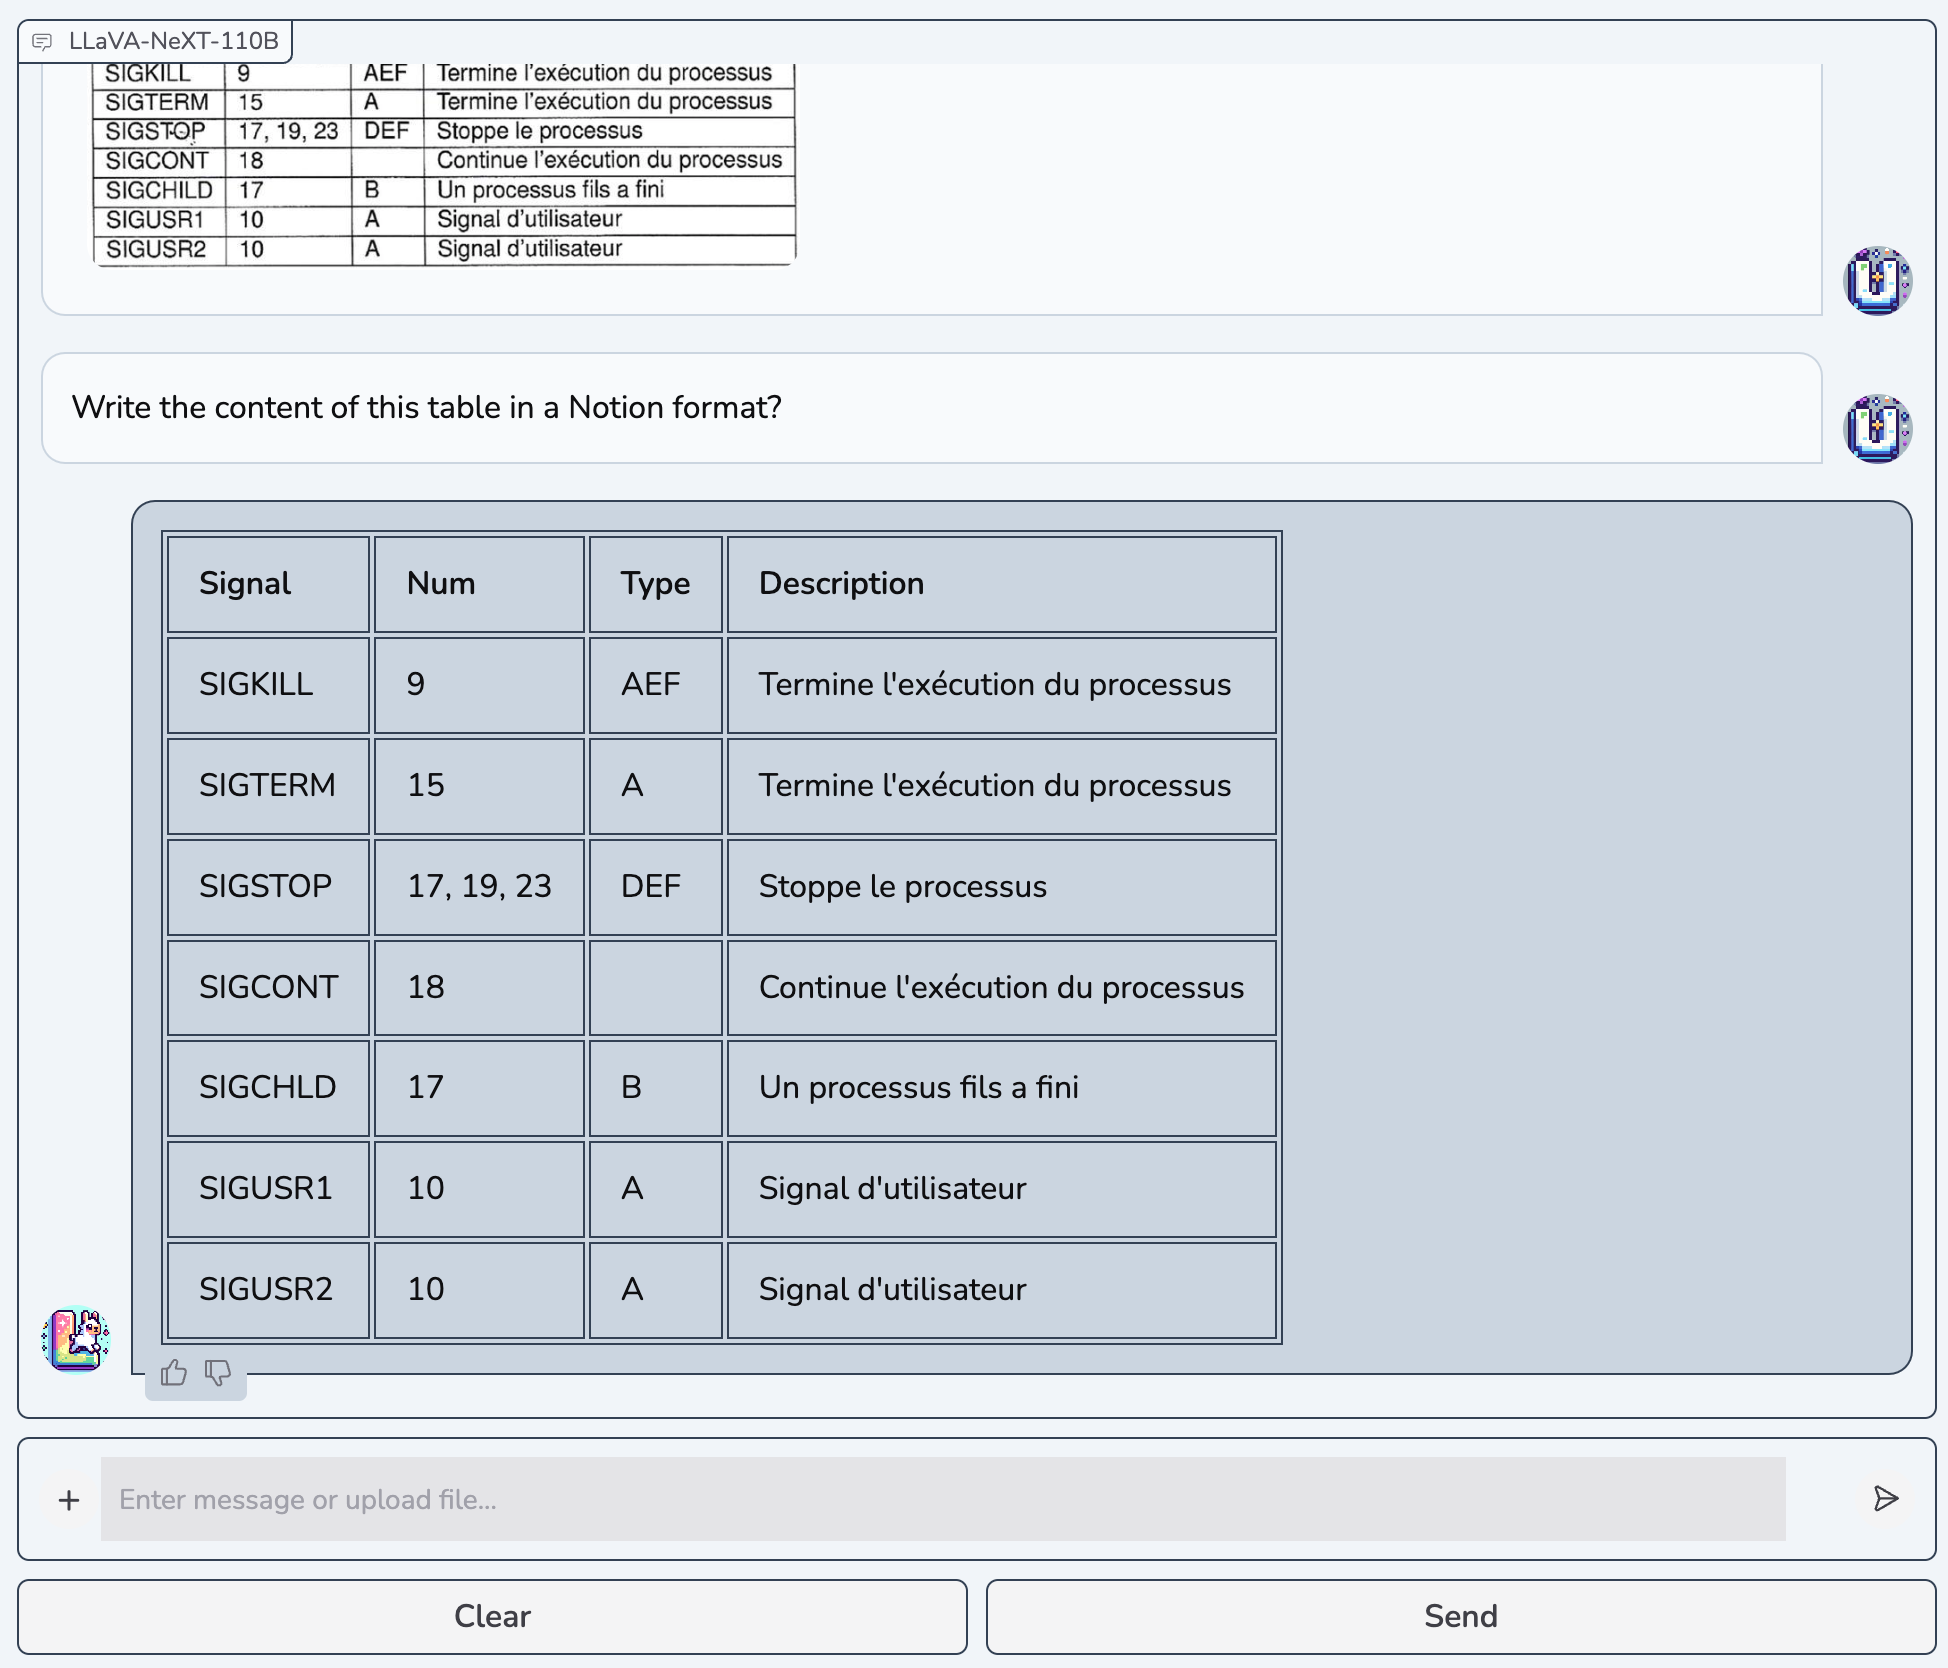 LLaVA-NeXT-110B
SIGKILL 9 AEF Termine l'exécution du processus
SIGTERM 15 A Termine l'exécution du processus
SIGSTOP 17, 19, 23 DEF Stoppe le processus
SIGCONT 18 Continue l'exécution du processus
SIGCHILD 17 B Un processus fils a fini
SIGUSR1 10 A Signal d'utilisateur
SIGUSR2 10 A Signal d'utilisateur
Write the content of this table in a Notion format?
Signal Num Type Description
SIGKILL 9 AEF Termine l'exécution du processus
SIGTERM 15 A Termine l'exécution du processus
SIGSTOP 17, 19, 23 DEF Stoppe le processus
SIGCONT 18 Continue l'exécution du processus
SIGCHLD 17 B Un processus fils a fini
SIGUSR1 10 A Signal d'utilisateur
SIGUSR2 10 A Signal d'utilisateur
Enter message or upload file...
Clear Send